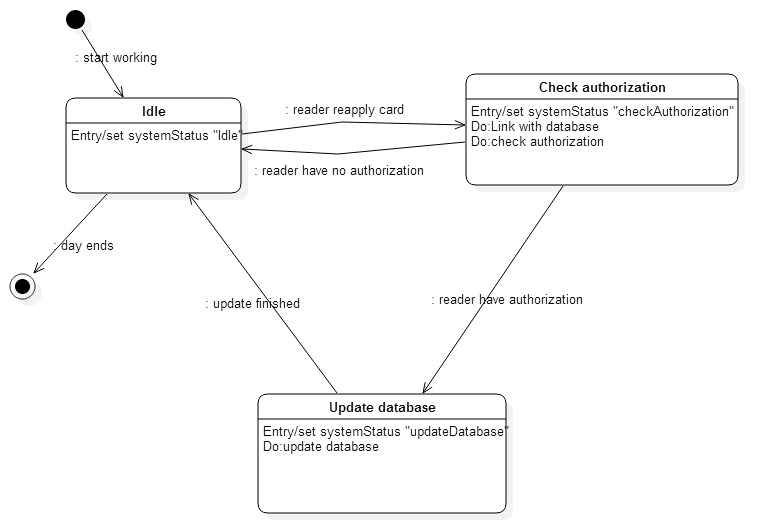 : start working
Idle
Entry/set systemStatus "Idle"
: reader reapply card
Check authorization
Entry/set systemStatus "checkAuthorization"
Do:Link with database
Do:check authorization
: reader have no authorization
: day ends
: update finished
: reader have authorization
Update database
Entry/set systemStatus "updateDatabase"
Do:update database